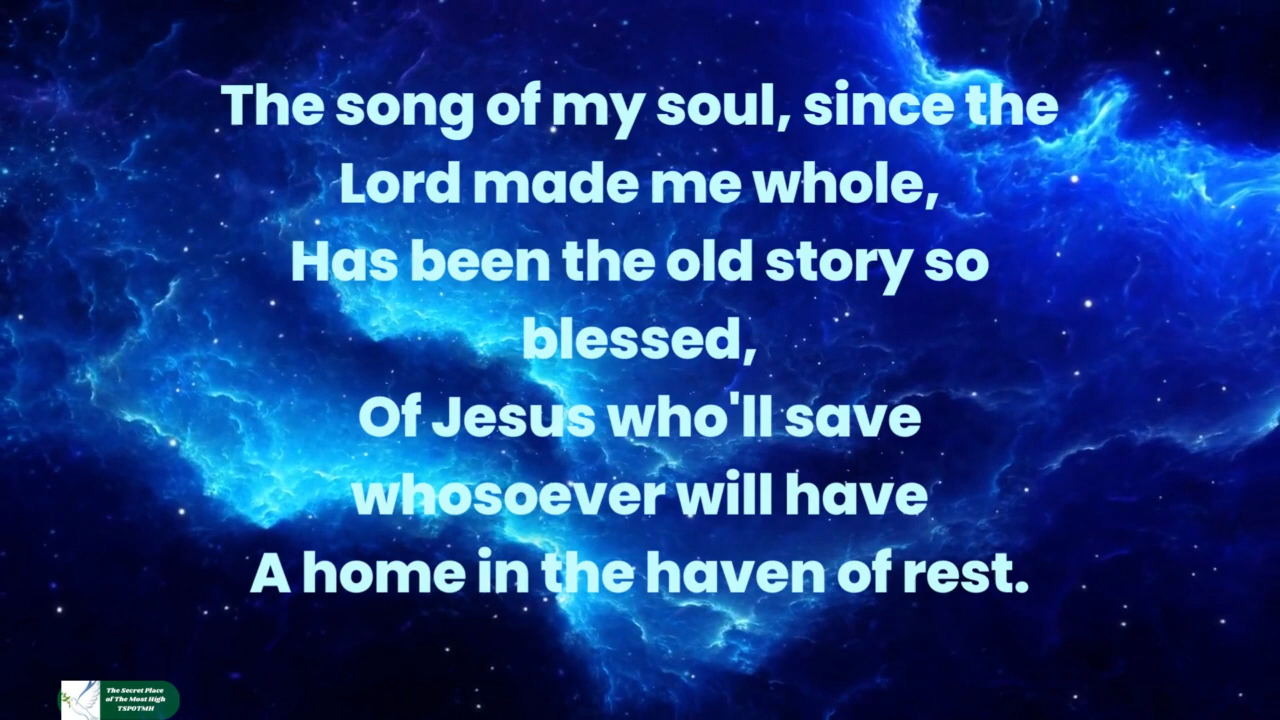 The song of my soul, since the
Lord made me whole,
Has been the old story so
blessed,
Of Jesus who'll save
whosoever will have
A home in the haven of rest.
The Secret Place
of The Most High
TSPOTMH